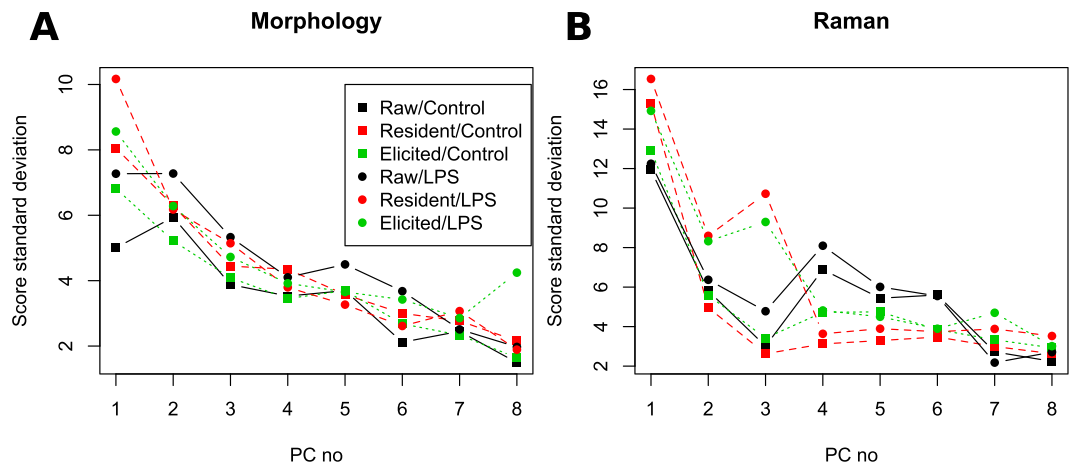 A
Morphology
Score standard deviation
10
8
6
4
2
Raw/Control
Resident/Control
Elicited/Control
Raw/LPS
Resident/LPS
Elicited/LPS
1 2 3 4 5 6 7 8
PC no
B
Raman
Score standard deviation
16
14
12
10
8
6
4
2
1 2 3 4 5 6 7 8
PC no